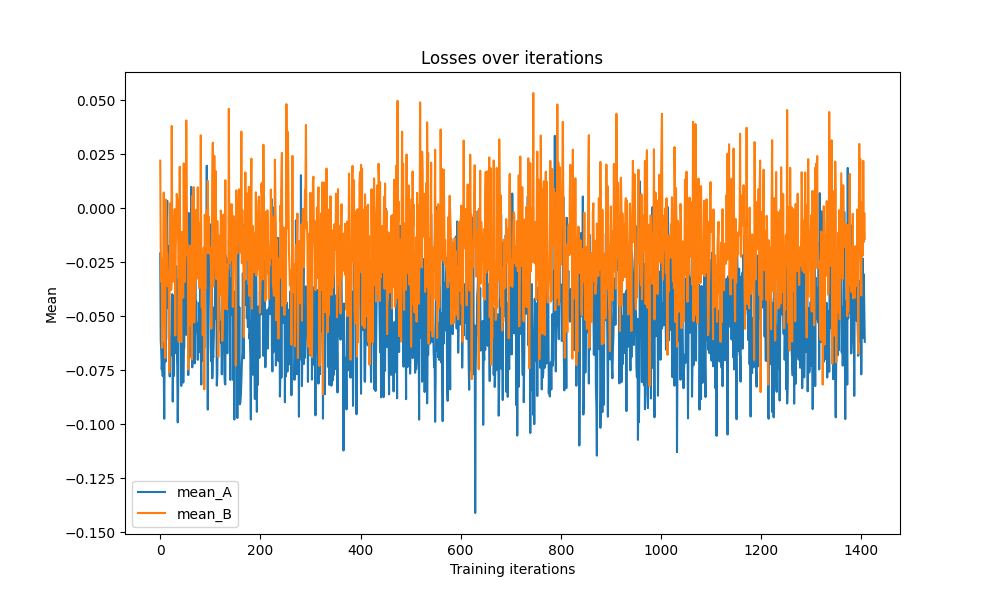 Losses over iterations
0.050
0.025
0.000
−0.025
−0.050
−0.075
−0.100
−0.125
−0.150
Mean
mean_A
mean_B
0 200 400 600 800 1000 1200 1400
Training iterations